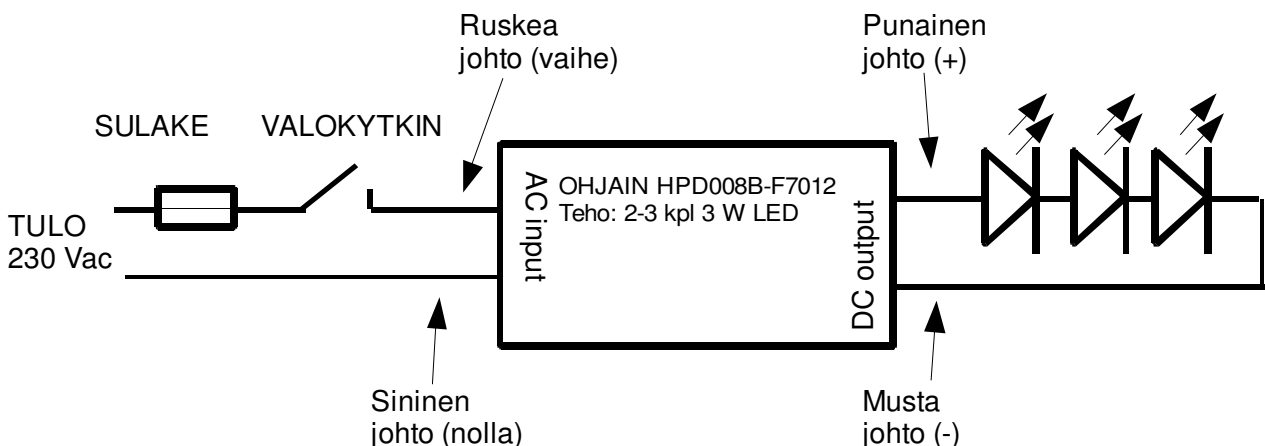 Ruskea
johto (vaihe)
Punainen
johto (+)
SULAKE
VALOKYTKIN
TULO
230 Vac
AC input
OHJAIN HPD008B-F7012
Teho: 2-3 kpl 3 W LED
DC output
Sininen
johto (nolla)
Musta
johto (-)